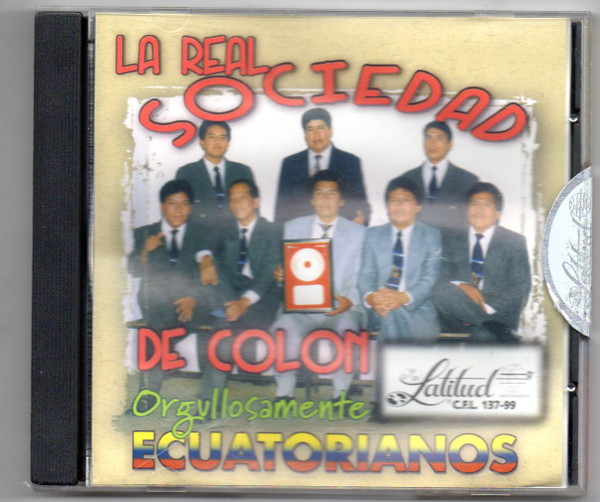 LA REAL
SOCIEDAD
DE COLON
Latitud
C.F.L. 137-99
Orgullosamente
ECUATORIANOS